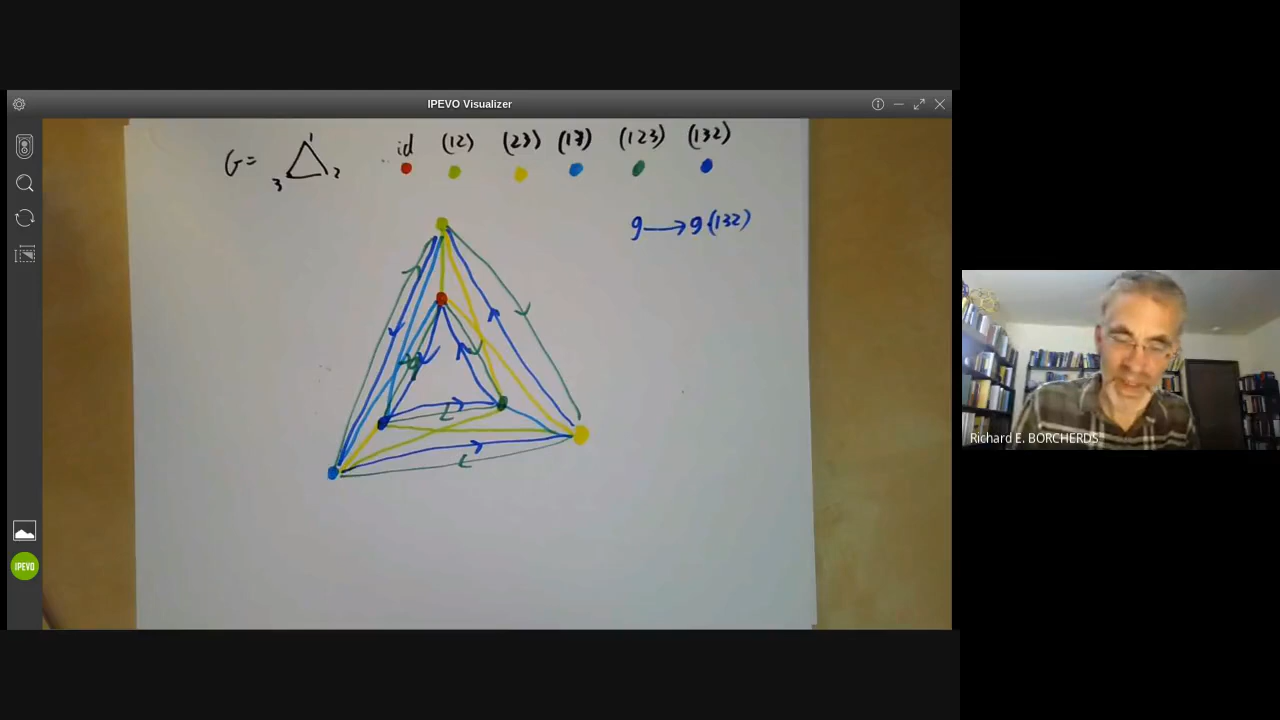 IPEVO Visualizer
G= 1 2 3
id (12) (23) (13) (123) (132)
g → g(132)
Richard E. BORCHERDS
IPEVO